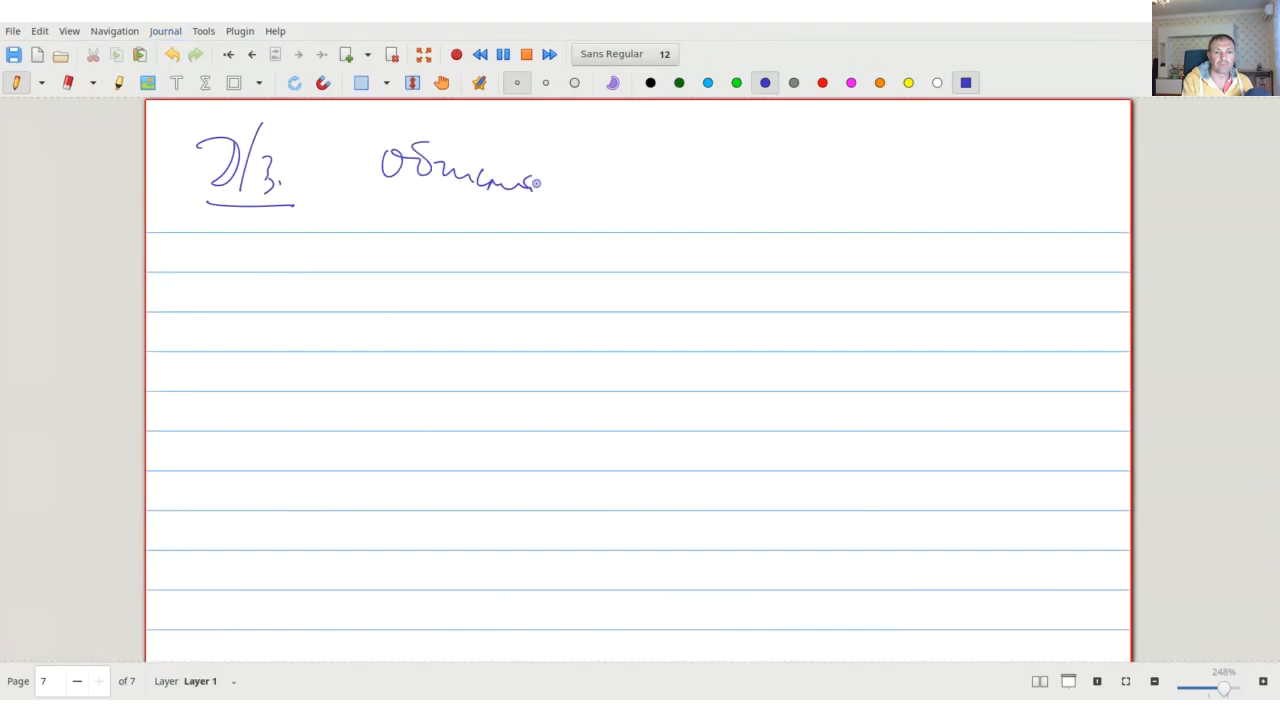 File Edit View Navigation Journal Tools Plugin Help
Sans Regular 12
Д/З.
Page 7 of 7 Layer Layer 1 248%